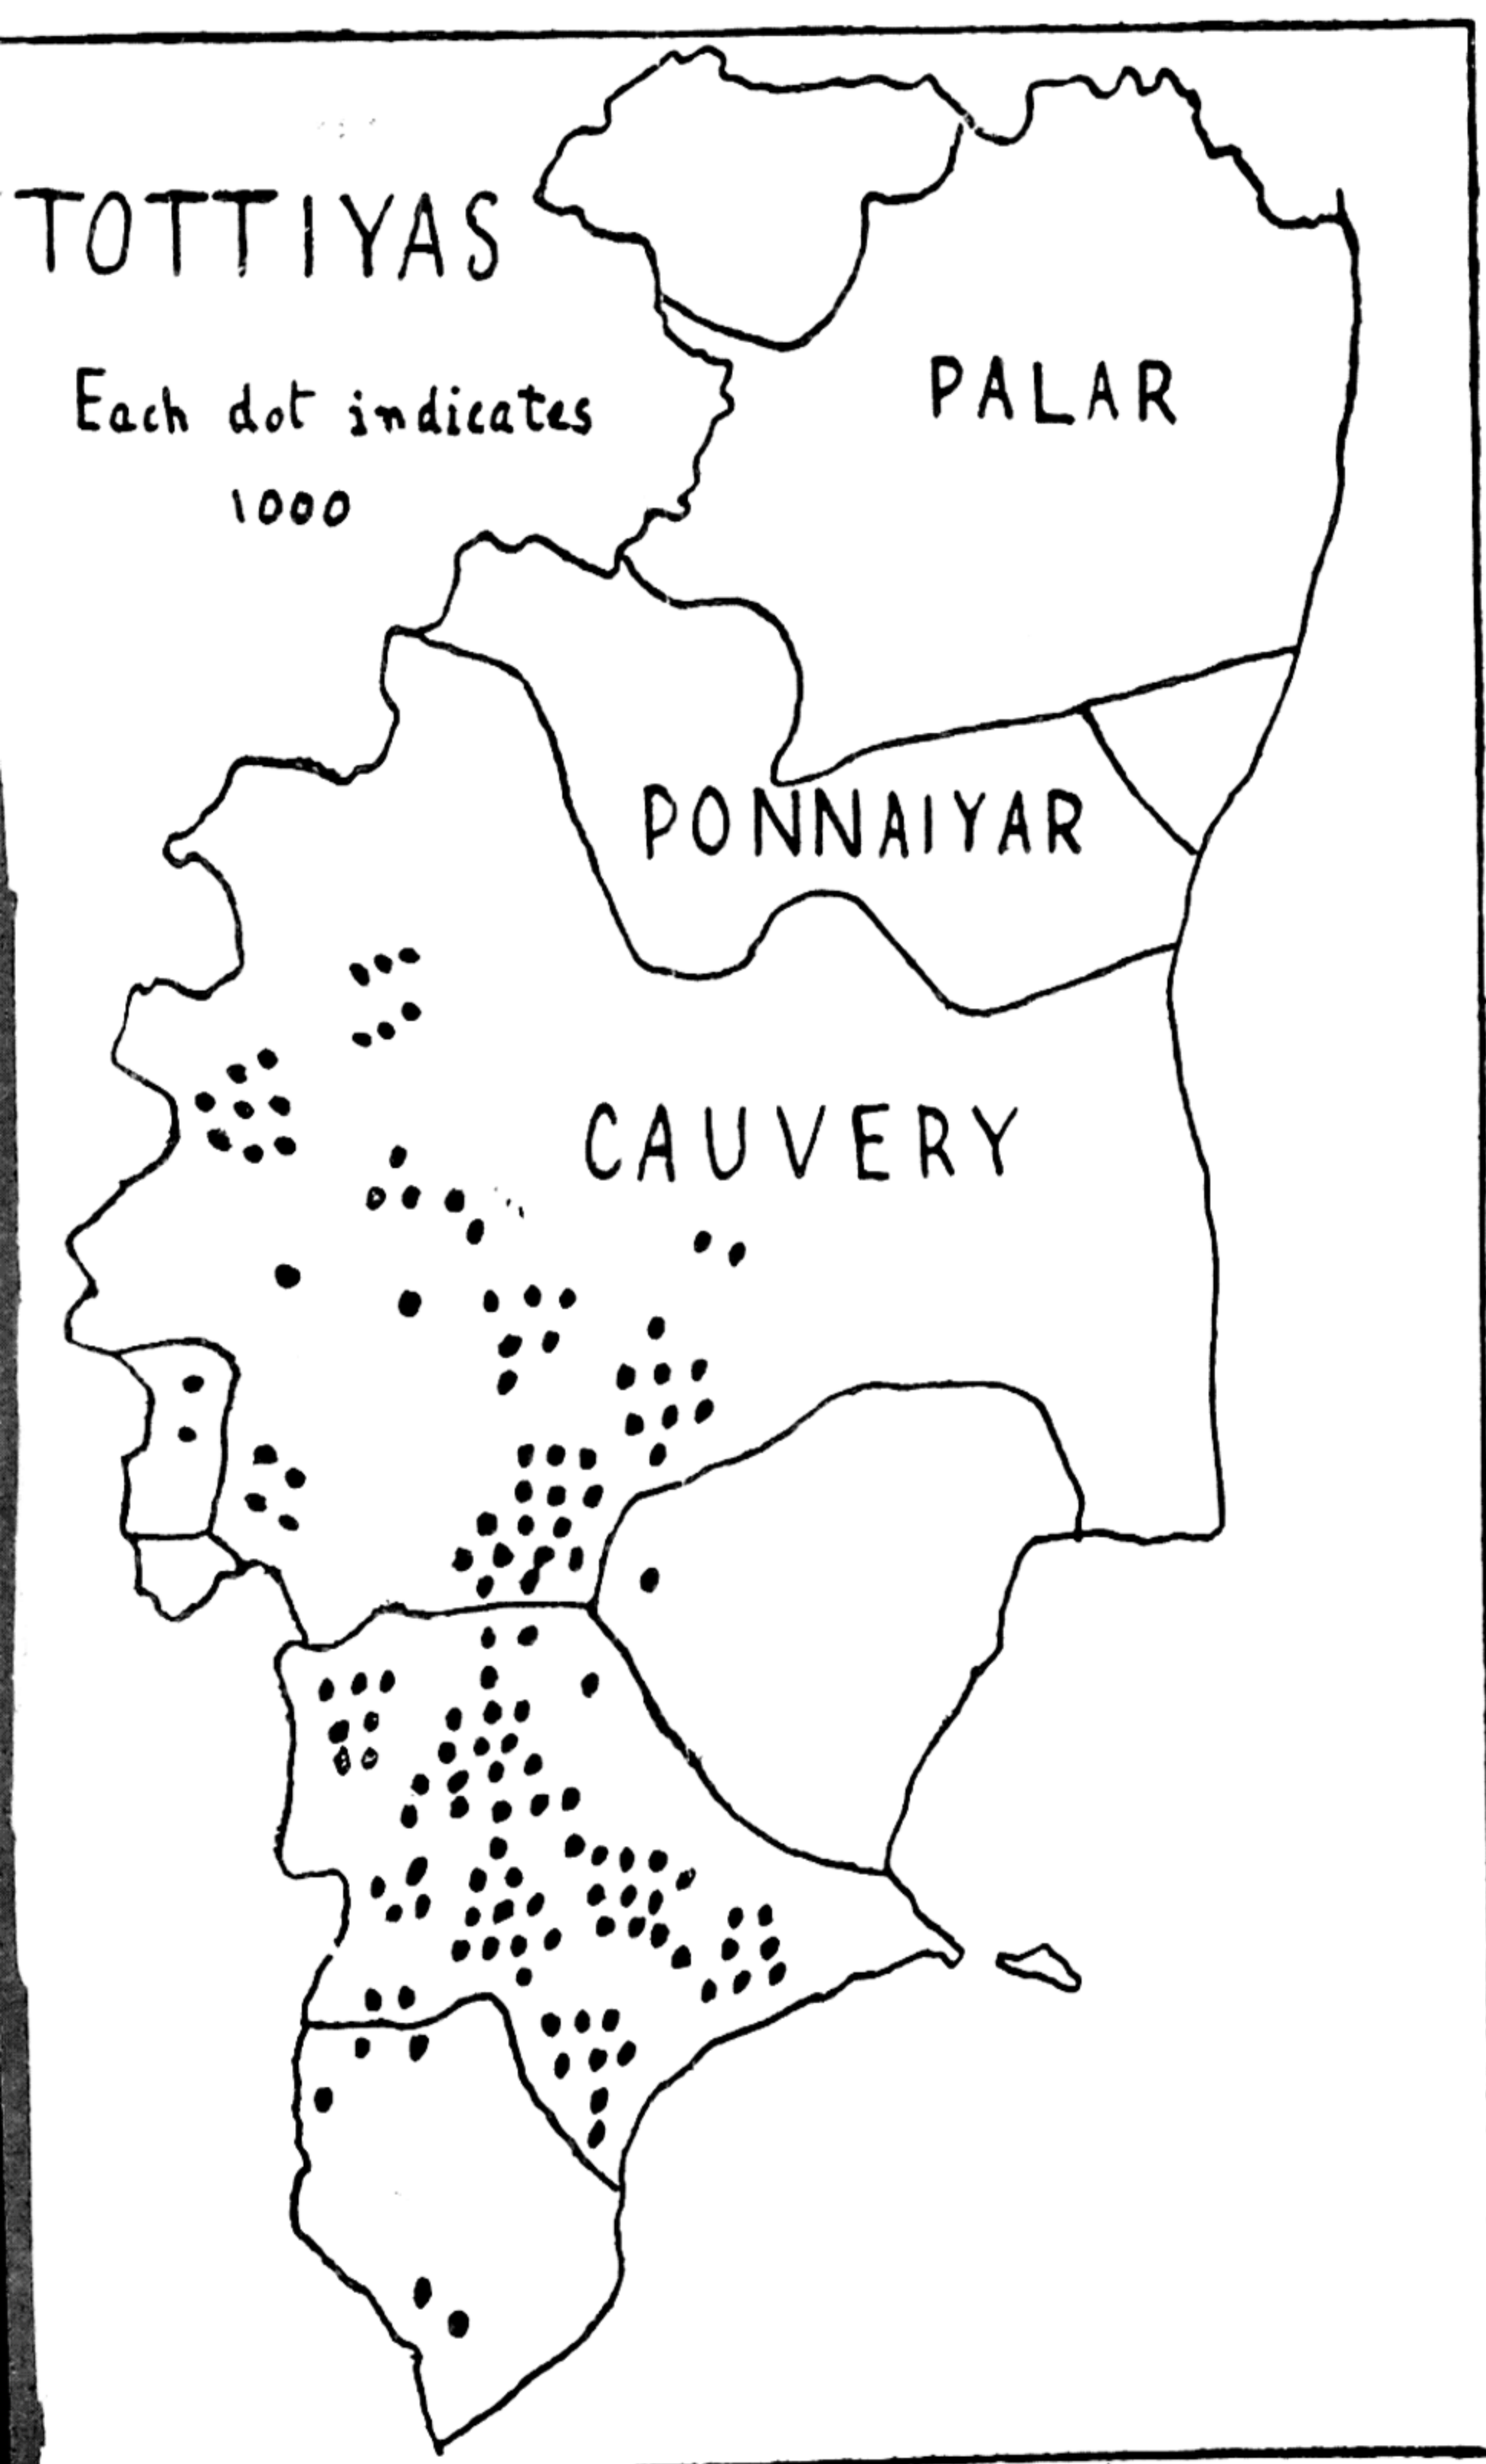 TOTTIYAS
Each dot indicates
1000
PALAR
PONNAIYAR
CAUVERY